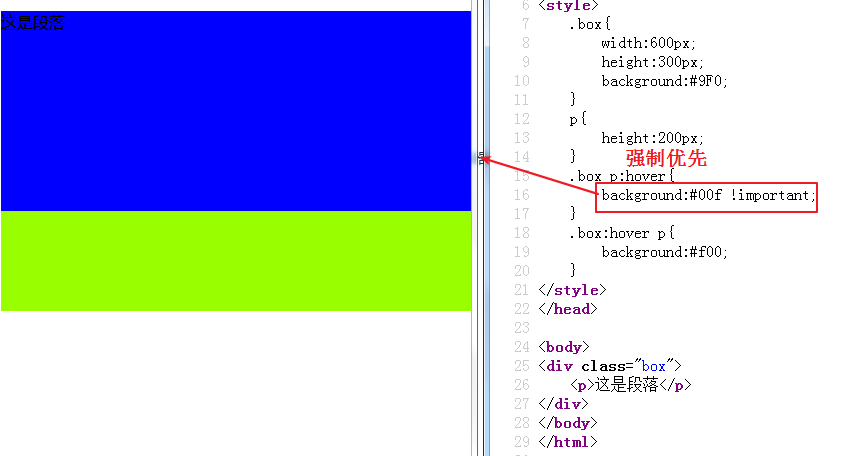 这是段落
6 <style>
7 .box{
8 width:600px;
9 height:300px;
10 background:#9F0;
11 }
12 p{
13 height:200px;
14 }
强制优先
15 .box p:hover{
16 background:#00f !important;
17 }
18 .box:hover p{
19 background:#f00;
20 }
21 </style>
22 </head>
23
24 <body>
25 <div class="box">
26 <p>这是段落</p>
27 </div>
28 </body>
29 </html>